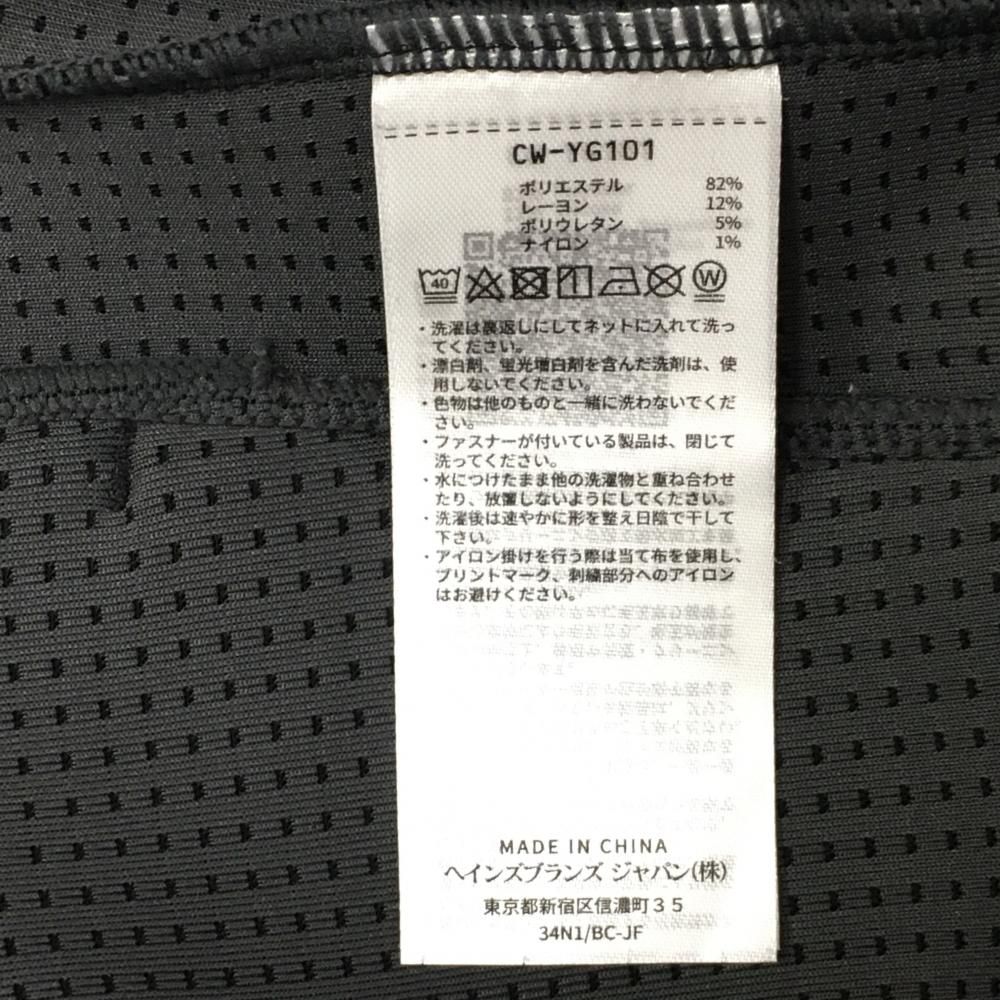 CW-YG101
ポリエステル 82%
レーヨン 12%
ポリウレタン 5%
ナイロン 1%
40 W
・洗濯は裏返しにしてネットに入れて洗っ
てください。
・漂白剤、蛍光増白剤を含んだ洗剤は、使
用しないでください。
・色物は他のものと一緒に洗わないでくだ
さい。
・ファスナーが付いている製品は、閉じて
洗ってください。
・水につけたまま他の洗濯物と重ね合わせ
たり、放置しないようにしてください。
・洗濯後は速やかに形を整え日陰で干して
下さい。
・アイロン掛けを行う際は当て布を使用し、
プリントマーク、刺繍部分へのアイロン
はお避けください。
MADE IN CHINA
ヘインズブランズ ジャパン(株)
東京都新宿区信濃町35
34N1/BC-JF